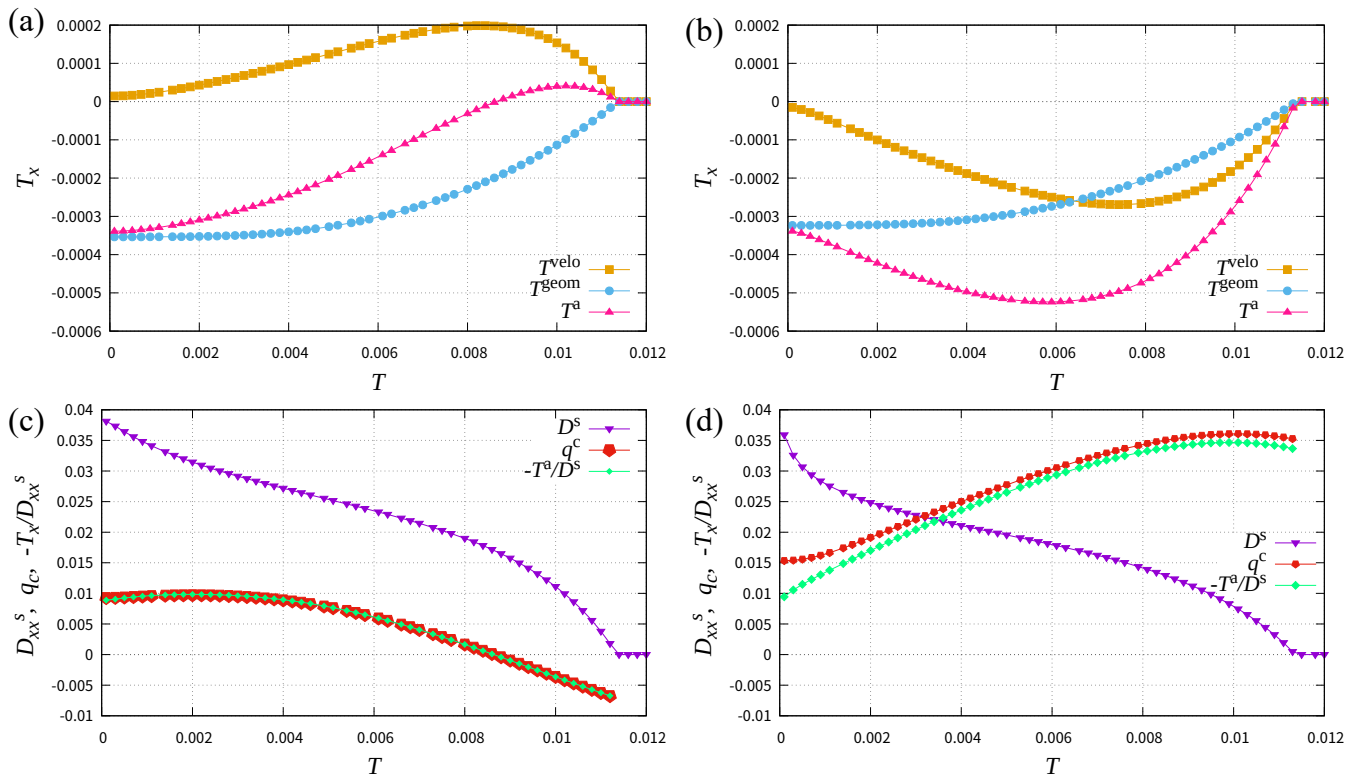 (a)
0.0002
0.0001
0
-0.0001
-0.0002
-0.0003
-0.0004
-0.0005
-0.0006
T_x
T^velo
T^geom
T^a
0 0.002 0.004 0.006 0.008 0.01 0.012
T
(b)
0.0002
0.0001
0
-0.0001
-0.0002
-0.0003
-0.0004
-0.0005
-0.0006
T_x
T^velo
T^geom
T^a
0 0.002 0.004 0.006 0.008 0.01 0.012
T
(c)
0.04
0.035
0.03
0.025
0.02
0.015
0.01
0.005
0
-0.005
-0.01
D_xx^s, q_c, -T_x/D_xx^s
D^s
q^c
-T^a/D^s
0 0.002 0.004 0.006 0.008 0.01 0.012
T
(d)
0.04
0.035
0.03
0.025
0.02
0.015
0.01
0.005
0
-0.005
-0.01
D_xx^s, q_c, -T_x/D_xx^s
D^s
q^c
-T^a/D^s
0 0.002 0.004 0.006 0.008 0.01 0.012
T